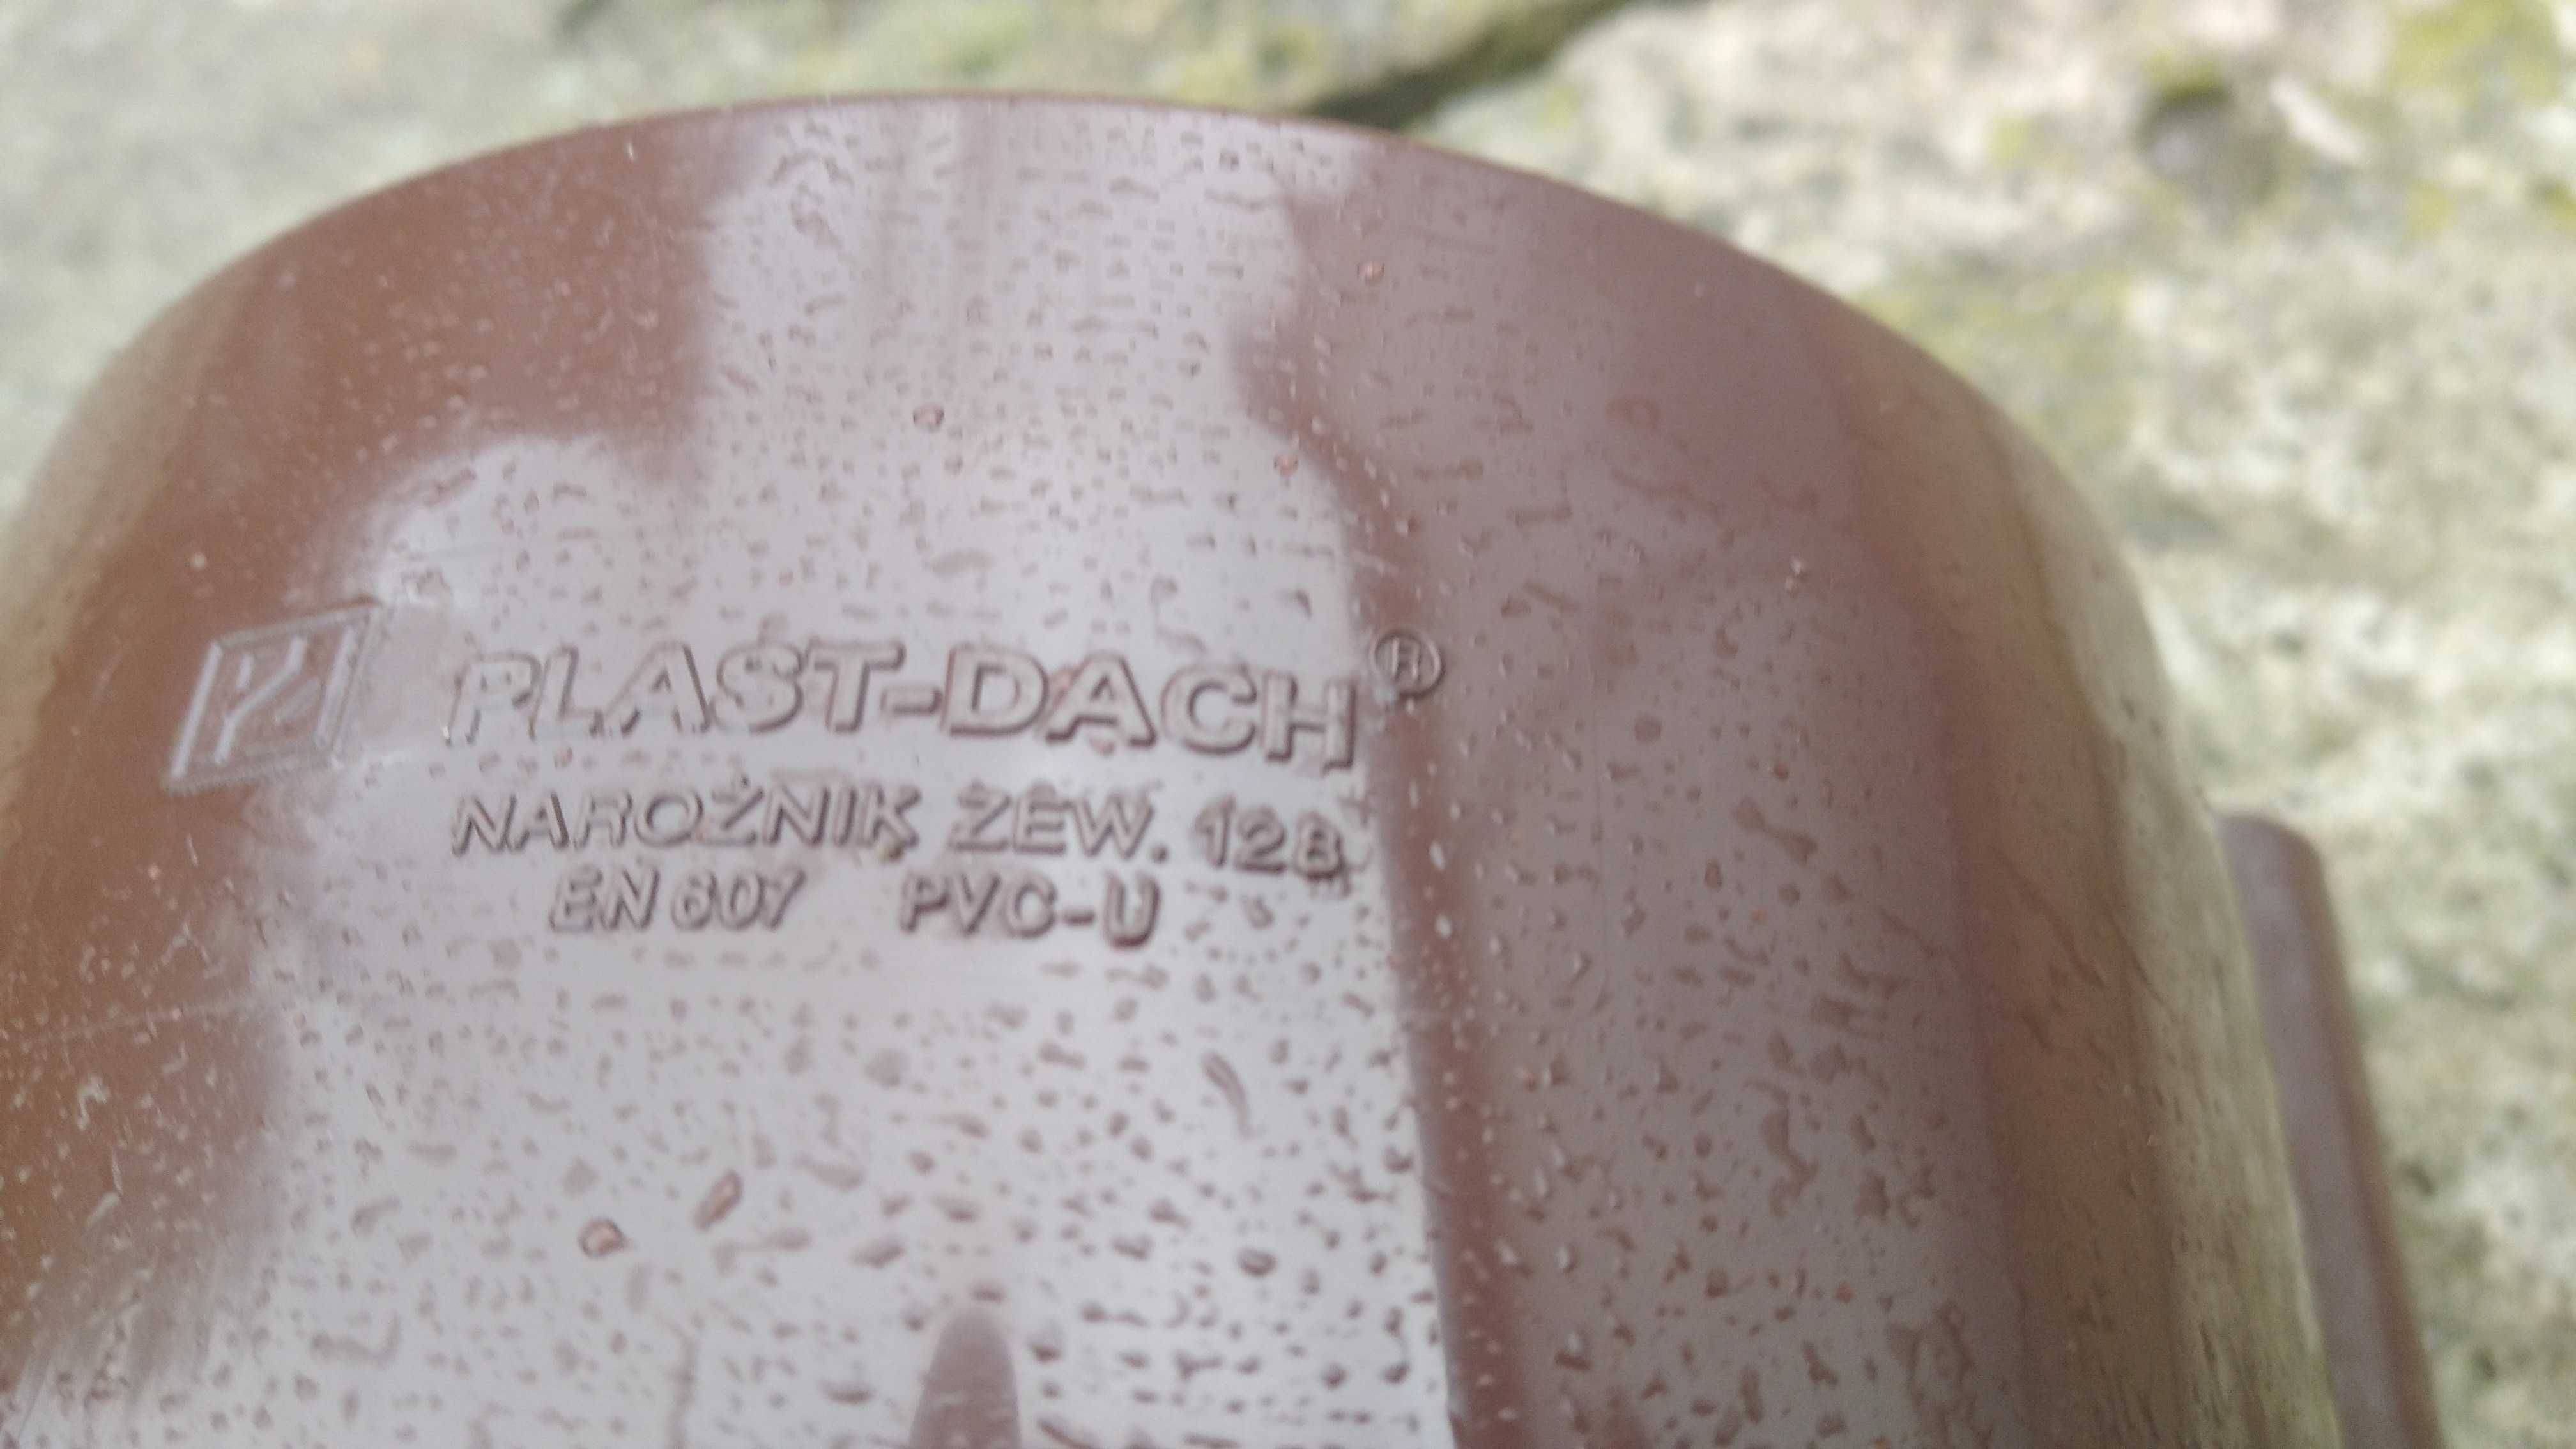 PLAST-DACH®
NAROŻNIK ZEW. 128
EN 607 PVC-U